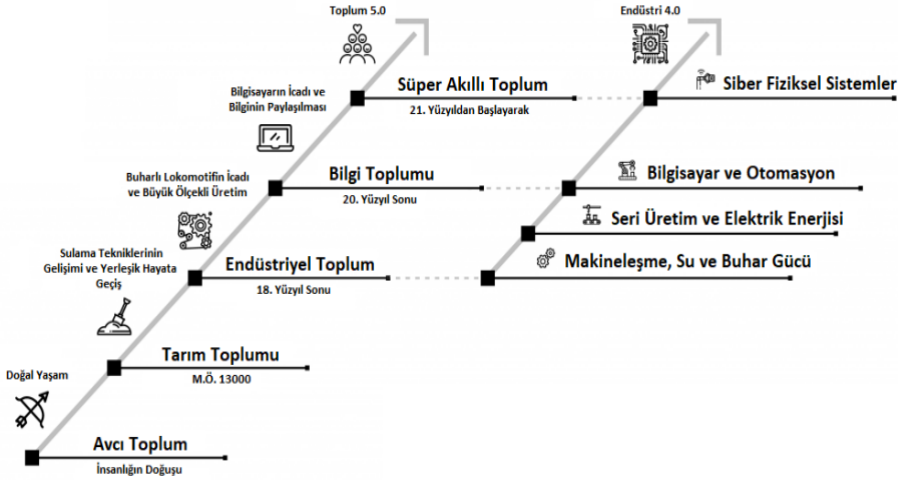 Toplum 5.0
Endüstri 4.0
Süper Akıllı Toplum
21. Yüzyıldan Başlayarak
Siber Fiziksel Sistemler
Bilgisayarın İcadı ve
Bilginin Paylaşılması
Bilgi Toplumu
20. Yüzyıl Sonu
Bilgisayar ve Otomasyon
Buharlı Lokomotifin İcadı
ve Büyük Ölçekli Üretim
Seri Üretim ve Elektrik Enerjisi
Sulama Tekniklerinin
Gelişimi ve Yerleşik Hayata
Geçiş
Endüstriyel Toplum
18. Yüzyıl Sonu
Makineleşme, Su ve Buhar Gücü
Tarım Toplumu
M.Ö. 13000
Doğal Yaşam
Avcı Toplum
İnsanlığın Doğuşu